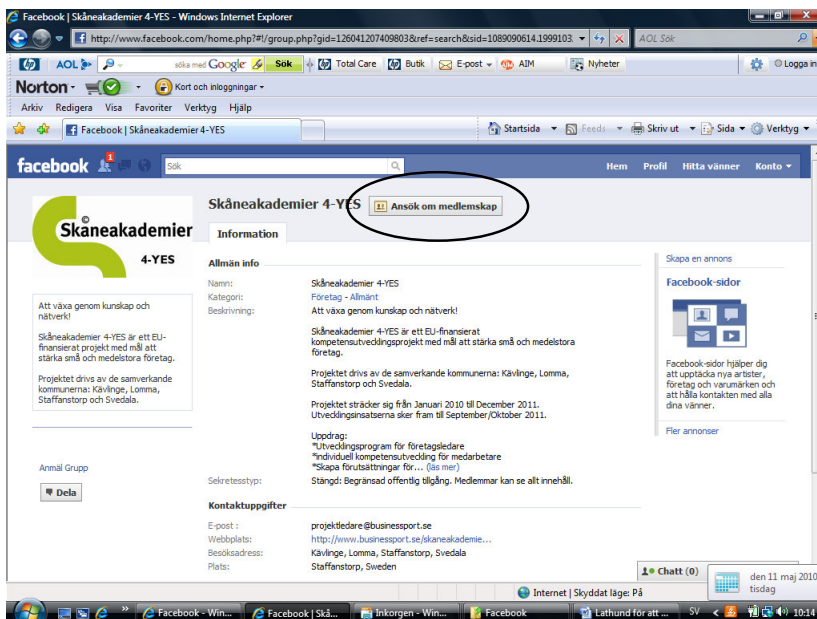 Facebook | Skåneakademier 4-YES - Windows Internet Explorer
http://www.facebook.com/home.php?#!/group.php?gid=126041207409803&ref=search&sid=1089090614.1999103.
AOL Sök
AOL söka med Google Sök Total Care Butik E-post AIM Nyheter Logga in
Norton Kort och inloggningar
Arkiv Redigera Visa Favoriter Verktyg Hjälp
Facebook | Skåneakademier 4-YES Startsida Feeds Skriv ut Sida Verktyg
facebook 1 Sök Hem Profil Hitta vänner Konto
Skåneakademier 4-YES Ansök om medlemskap
Information
Skåneakademier
©
4-YES
Att växa genom kunskap och
nätverk!
Skåneakademier 4-YES är ett EU-
finansierat projekt med mål att
stärka små och medelstora företag.
Projektet drivs av de samverkande
kommunerna: Kävlinge, Lomma,
Staffanstorp och Svedala.
Anmäl Grupp
Dela
Allmän info
Namn: Skåneakademier 4-YES
Kategori: Företag - Allmänt
Beskrivning: Att växa genom kunskap och nätverk!
Skåneakademier 4-YES är ett EU-finansierat
kompetensutvecklingsprojekt med mål att stärka små och medelstora
företag.
Projektet drivs av de samverkande kommunerna: Kävlinge, Lomma,
Staffanstorp och Svedala.
Projektet sträcker sig från Januari 2010 till December 2011.
Utvecklingsinsatserna sker fram till September/Oktober 2011.
Uppdrag:
*Utvecklingsprogram för företagsledare
*individuell kompetensutveckling för medarbetare
*Skapa förutsättningar för... (läs mer)
Sekretesstyp: Stängd: Begränsad offentlig tillgång. Medlemmar kan se allt innehåll.
Kontaktuppgifter
E-post : projektledare@businessport.se
Webbplats: http://www.businessport.se/skaneakademie...
Besöksadress: Kävlinge, Lomma, Staffanstorp, Svedala
Plats: Staffanstorp, Sweden
Skapa en annons
Facebook-sidor
Facebook-sidor hjälper dig
att upptäcka nya artister,
företag och varumärken och
att hålla kontakten med alla
dina vänner.
Fler annonser
Chatt (0)
den 11 maj 2010
tisdag
Internet | Skyddat läge: På
Facebook - Win... Facebook | Skå... Inkorgen - Win... Facebook Lathund för att ... SV 10:14